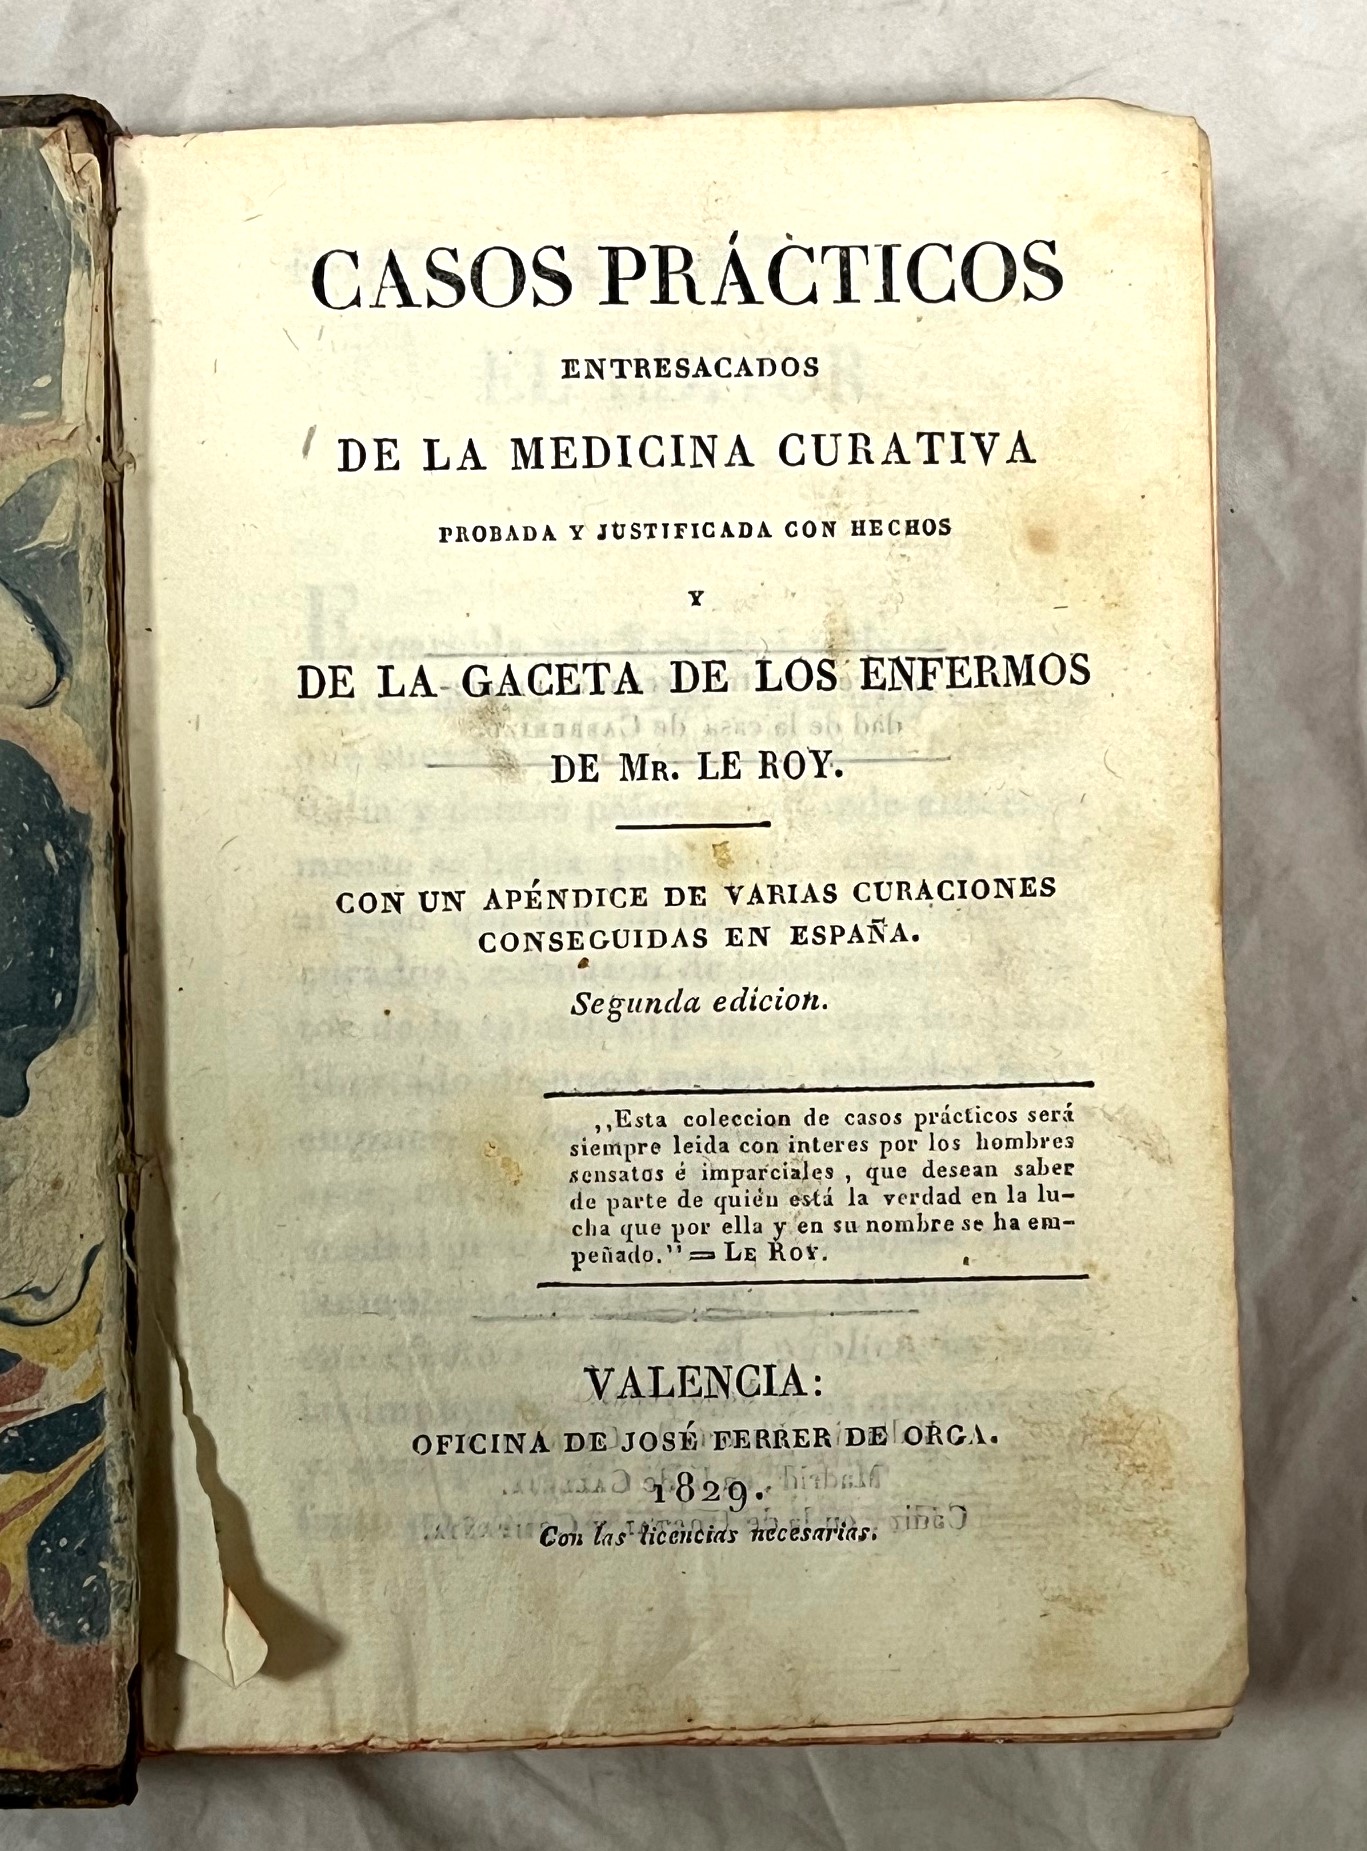 CASOS PRÁCTICOS
ENTRESACADOS
DE LA MEDICINA CURATIVA
PROBADA Y JUSTIFICADA CON HECHOS
Y
DE LA GACETA DE LOS ENFERMOS
DE MR. LE ROY.
CON UN APÉNDICE DE VARIAS CURACIONES
CONSEGUIDAS EN ESPAÑA.
Segunda edicion.
,,Esta coleccion de casos prácticos será
siempre leida con interes por los hombres
sensatos é imparciales, que desean saber
de parte de quién está la verdad en la lu-
cha que por ella y en su nombre se ha em-
peñado." = LE ROY.
VALENCIA:
OFICINA DE JOSÉ FERRER DE ORGA.
1829.
Con las licencias necesarias.